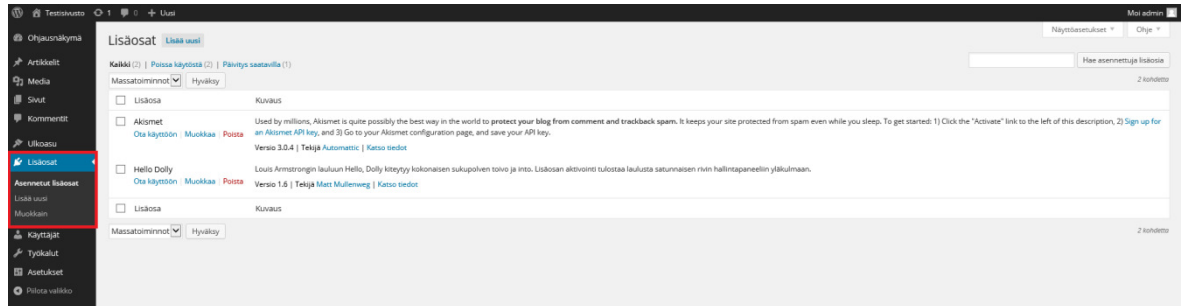 Testisivusto 1 0 + Uusi
Moi admin
Ohjausnäkymä
Artikkelit
Media
Sivut
Kommentit
Ulkoasu
Lisäosat
Asennetut lisäosat
Lisää uusi
Muokkain
Käyttäjät
Työkalut
Asetukset
Piilota valikko
Näyttöasetukset
Ohje
Lisäosat Lisää uusi
Kaikki (2) | Poissa käytöstä (2) | Päivitys saatavilla (1)
Hae asennettuja lisäosia
Massatoiminnot Hyväksy
2 kohdetta
Lisäosa Kuvaus
Akismet
Ota käyttöön | Muokkaa | Poista
Used by millions, Akismet is quite possibly the best way in the world to protect your blog from comment and trackback spam. It keeps your site protected from spam even while you sleep. To get started: 1) Click the "Activate" link to the left of this description, 2) Sign up for
an Akismet API key, and 3) Go to your Akismet configuration page, and save your API key.
Versio 3.0.4 | Tekijä Automattic | Katso tiedot
Hello Dolly
Ota käyttöön | Muokkaa | Poista
Louis Armstrongin lauluun Hello, Dolly kiteytyy kokonaisen sukupolven toivo ja into. Lisäosan aktivointi tulostaa laulusta satunnaisen rivin hallintapaneeliin yläkulmaan.
Versio 1.6 | Tekijä Matt Mullenweg | Katso tiedot
Lisäosa Kuvaus
Massatoiminnot Hyväksy
2 kohdetta